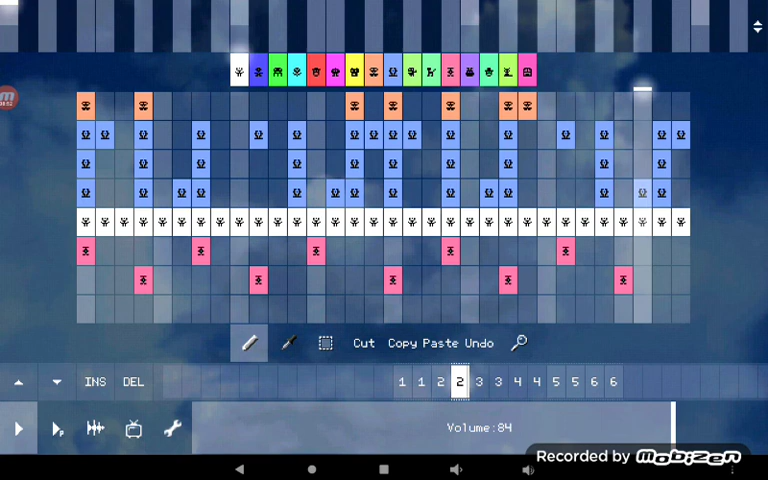 Cut Copy Paste Undo
INS DEL 1 1 2 2 3 3 4 4 5 5 6 6
P Volume:84
Recorded by mobizen